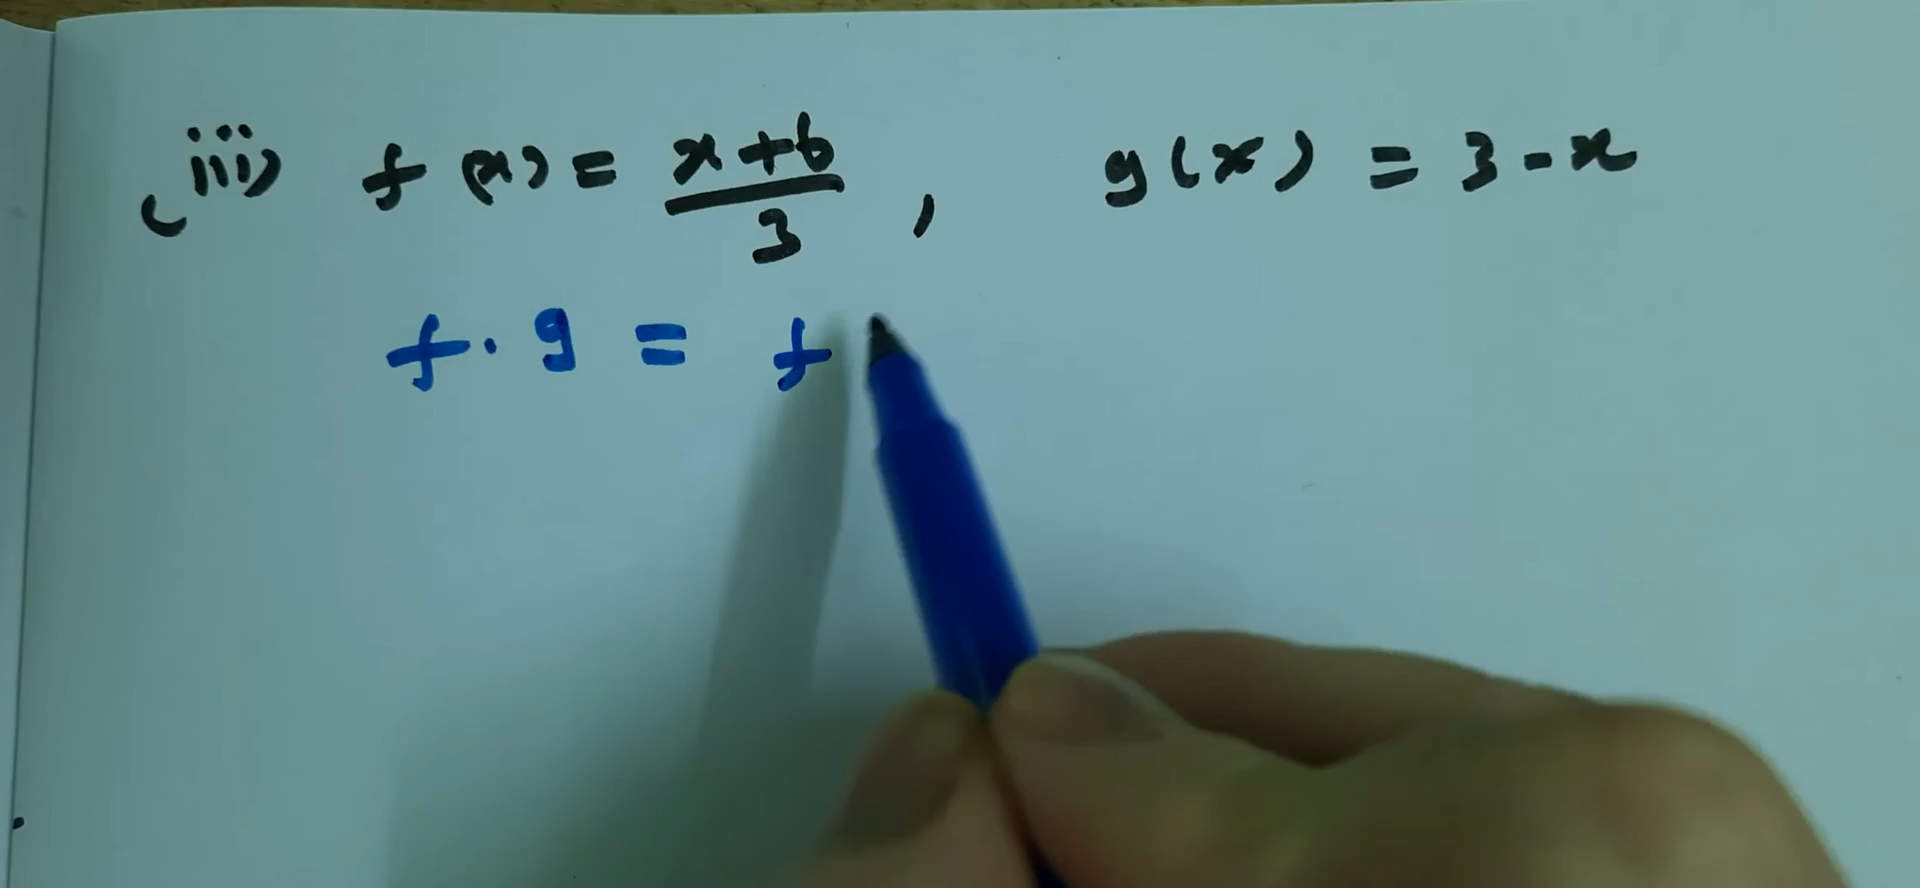 (iii) f(x) = x+6/3 , g(x) = 3-x
f·g = f